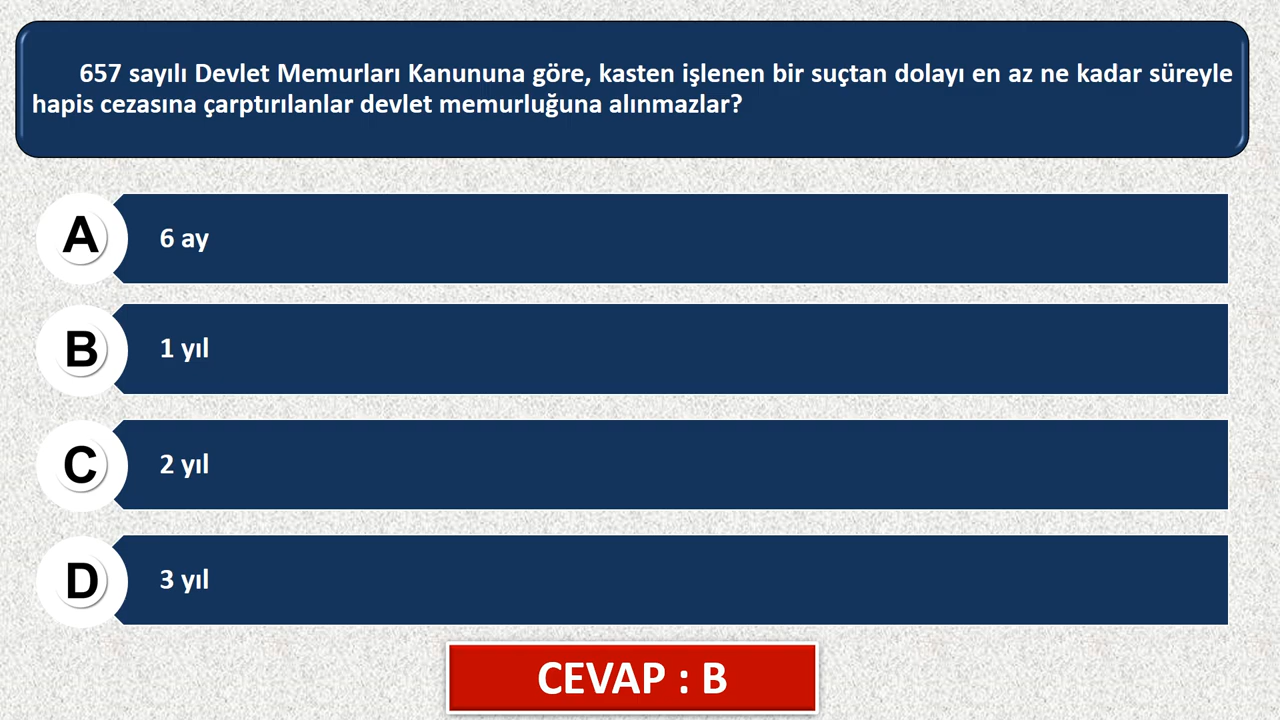 657 sayılı Devlet Memurları Kanununa göre, kasten işlenen bir suçtan dolayı en az ne kadar süreyle
hapis cezasına çarptırılanlar devlet memurluğuna alınmazlar?
A 6 ay
B 1 yıl
C 2 yıl
D 3 yıl
CEVAP : B